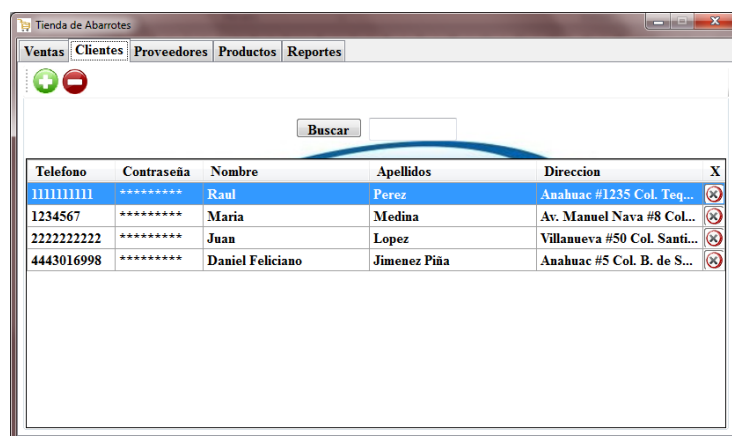 Tienda de Abarrotes
Ventas Clientes Proveedores Productos Reportes
Buscar
Telefono Contraseña Nombre Apellidos Direccion X
1111111111 ********* Raul Perez Anahuac #1235 Col. Teq...
1234567 ********* Maria Medina Av. Manuel Nava #8 Col...
2222222222 ********* Juan Lopez Villanueva #50 Col. Santi...
4443016998 ********* Daniel Feliciano Jimenez Piña Anahuac #5 Col. B. de S...